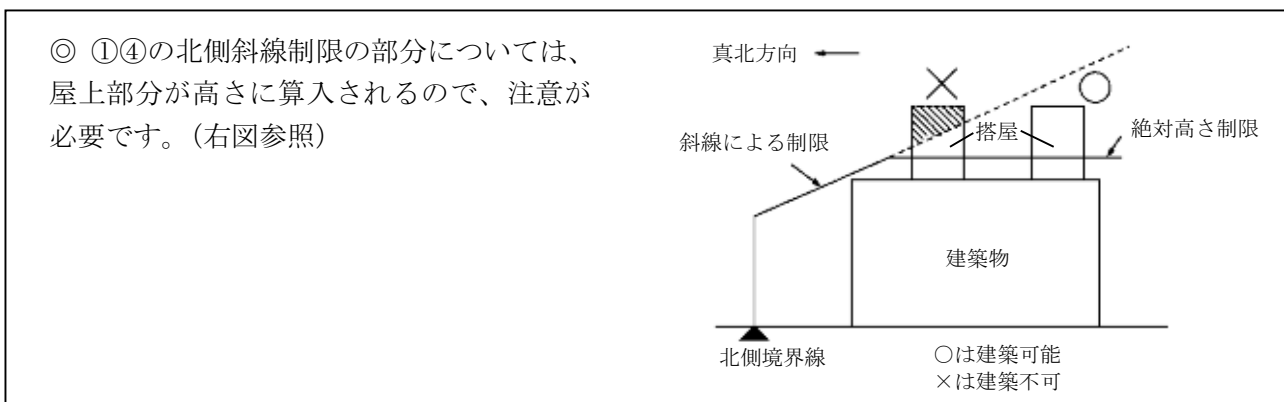 ◎ ①④の北側斜線制限の部分については、
屋上部分が高さに算入されるので、注意が
必要です。（右図参照）
真北方向
×
○
斜線による制限
搭屋
絶対高さ制限
建築物
北側境界線
○は建築可能
×は建築不可